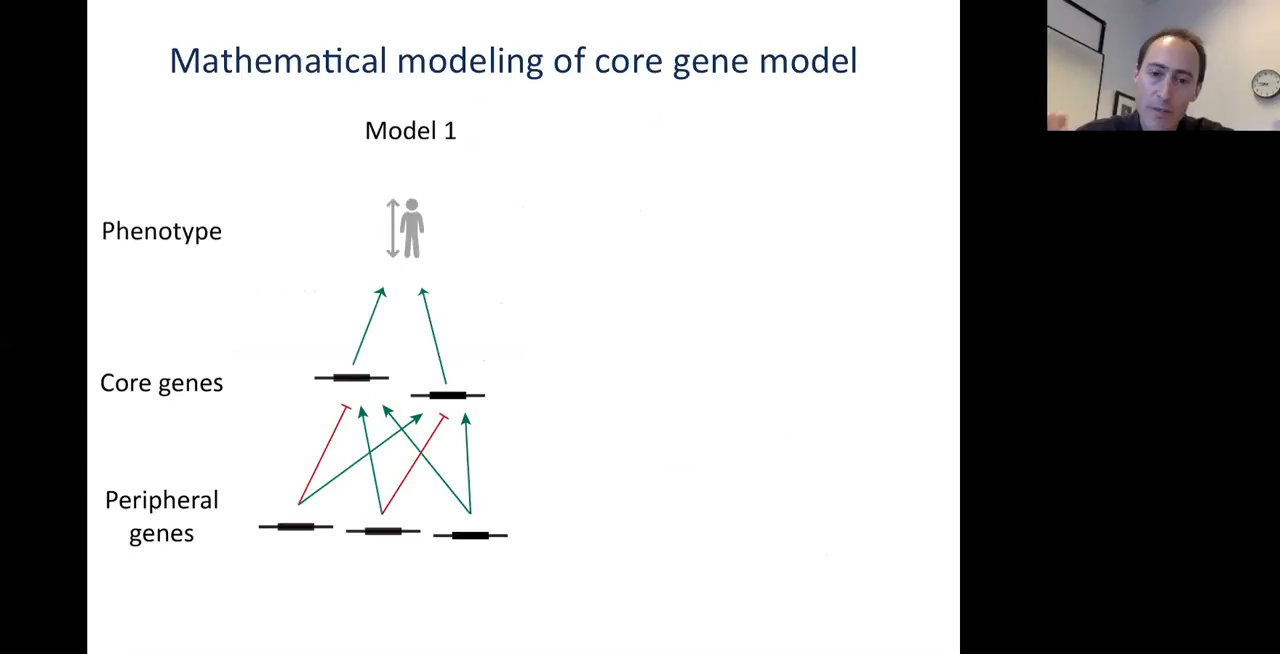 Mathematical modeling of core gene model
Model 1
Phenotype
Core genes
Peripheral
genes